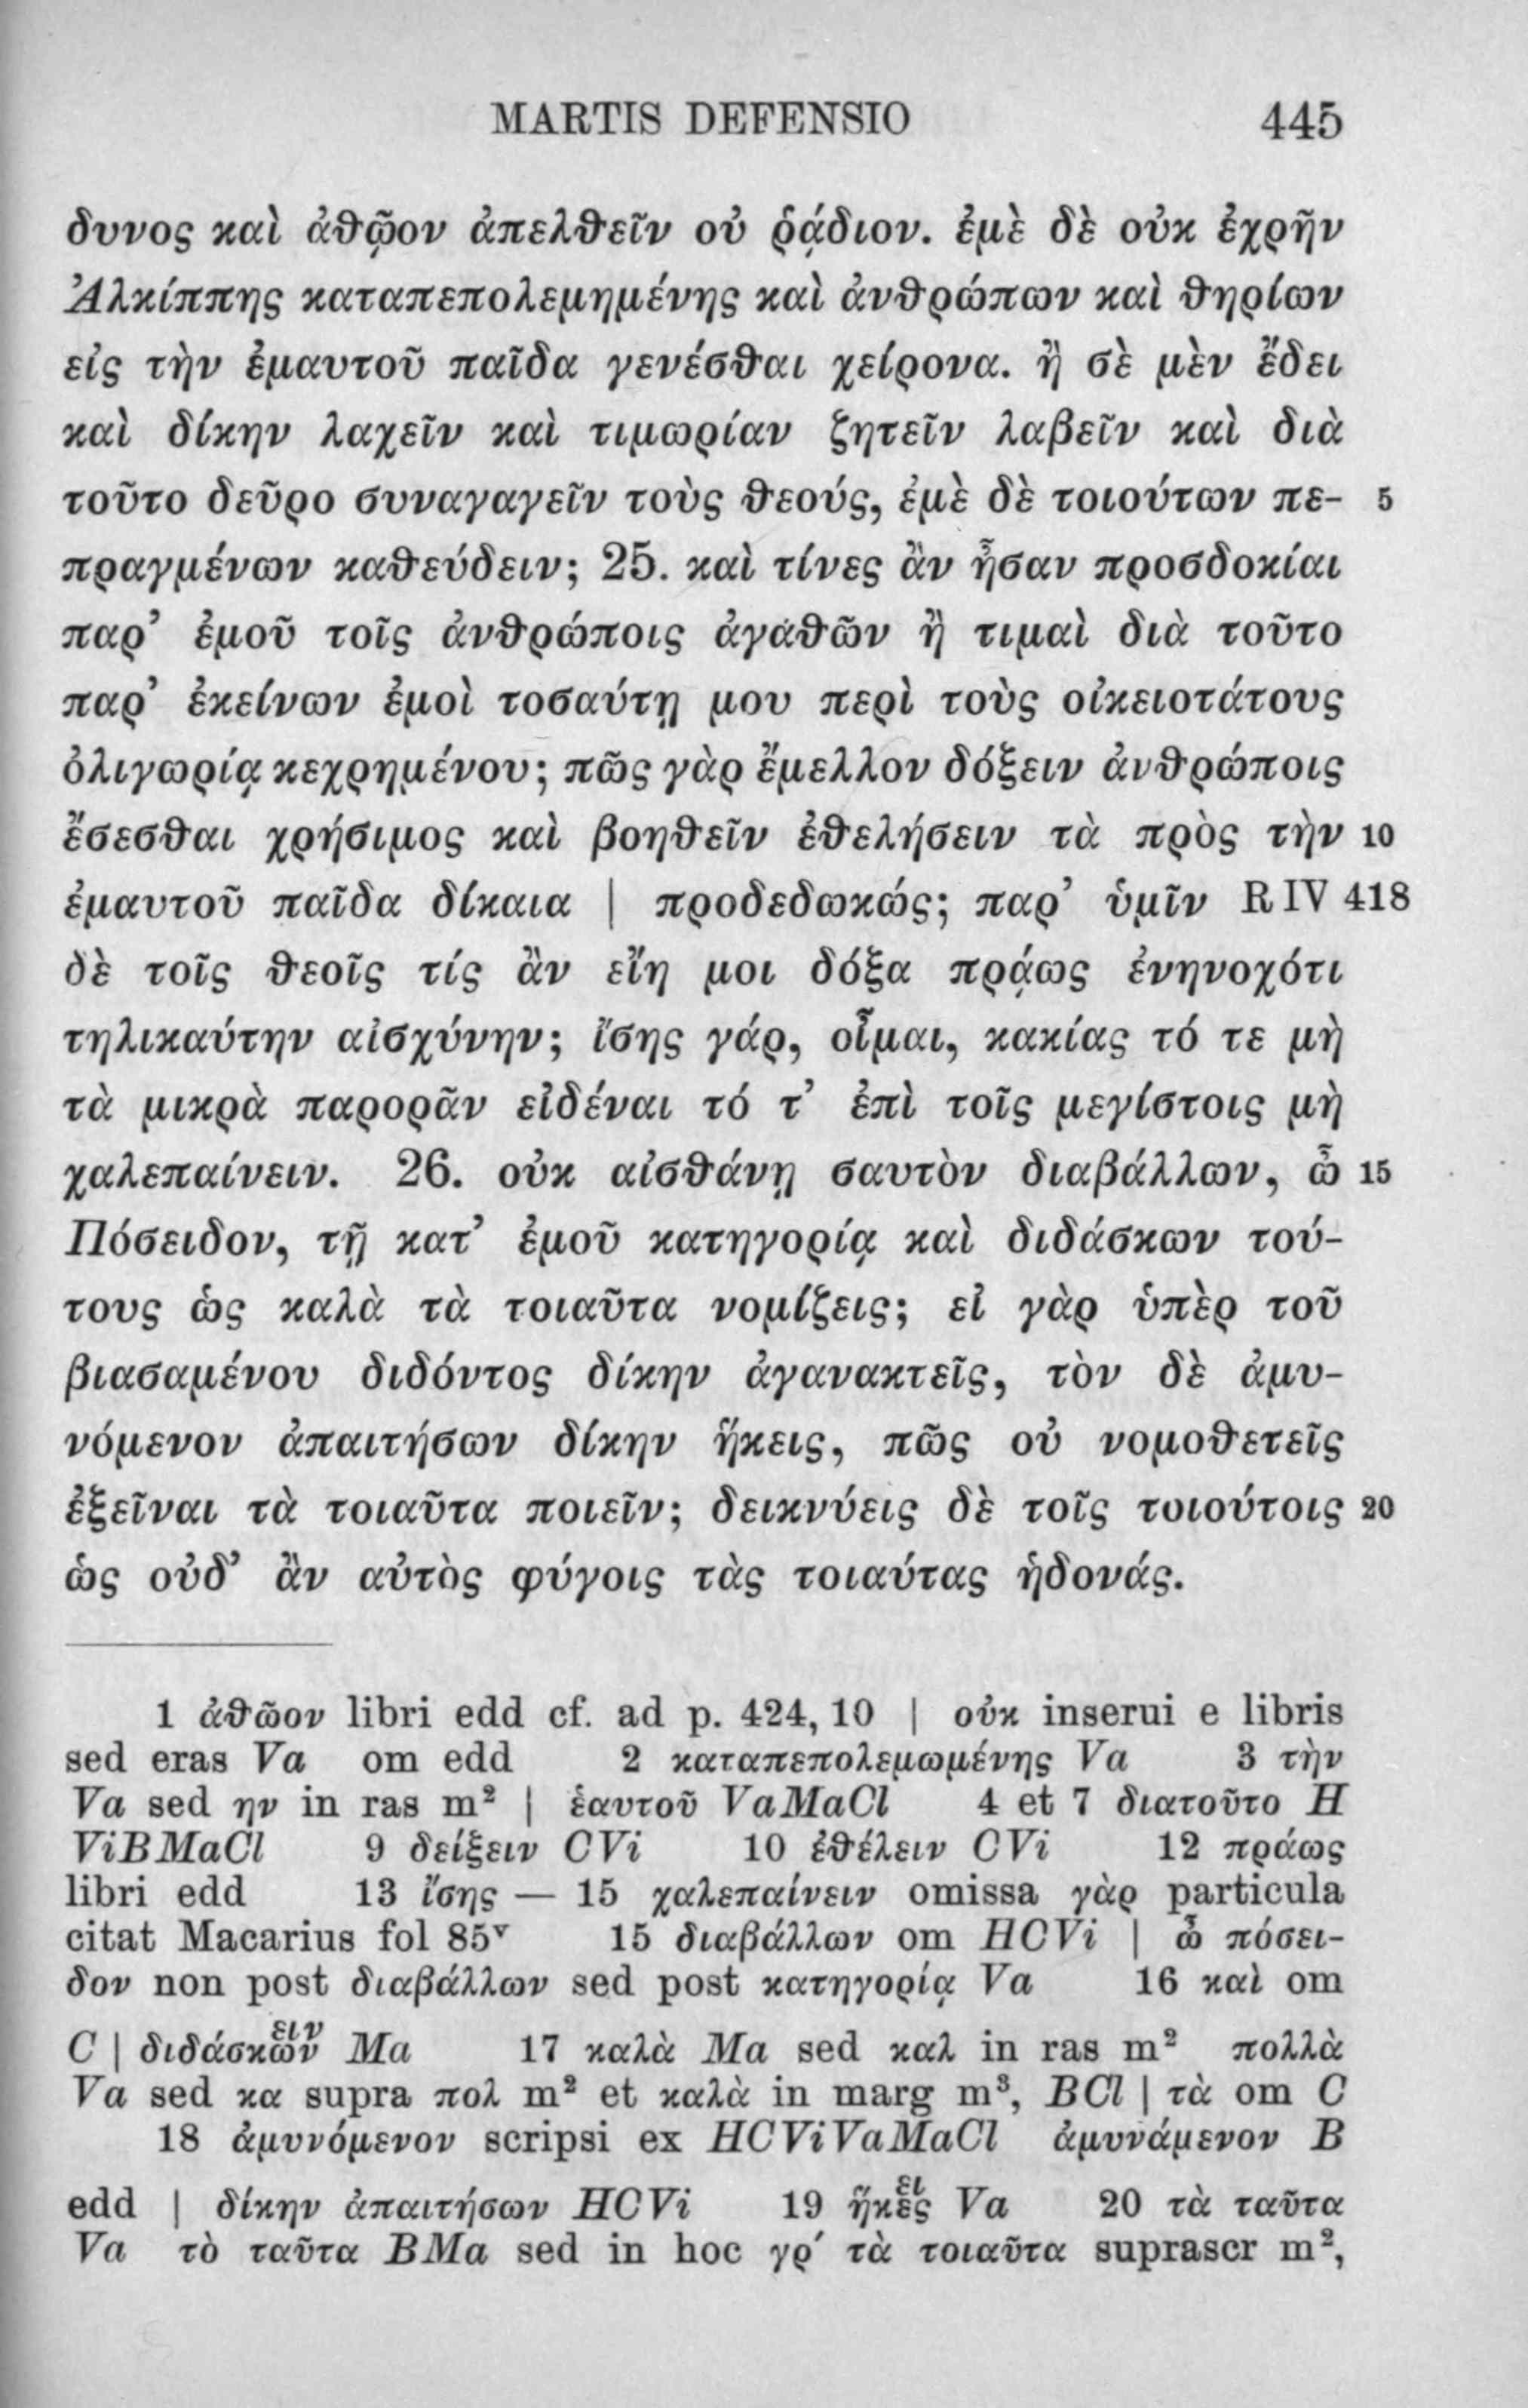 MARTIS DEFENSIO 445
δυνος καὶ ἀθῷον ἀπελθεῖν οὐ ῥᾴδιον. ἐμὲ δὲ οὐκ ἐχρῆν
Ἀλκίππης καταπεπολεμημένης καὶ ἀνθρώπων καὶ θηρίων
εἰς τὴν ἐμαυτοῦ παῖδα γενέσθαι χείρονα. ἢ σὲ μὲν ἔδει
καὶ δίκην λαχεῖν καὶ τιμωρίαν ζητεῖν λαβεῖν καὶ διὰ
τοῦτο δεῦρο συναγαγεῖν τοὺς θεούς, ἐμὲ δὲ τοιούτων πε- 5
πραγμένων καθεύδειν; 25. καὶ τίνες ἂν ἦσαν προσδοκίαι
παρ’ ἐμοῦ τοῖς ἀνθρώποις ἀγαθῶν ἢ τιμαὶ διὰ τοῦτο
παρ’ ἐκείνων ἐμοὶ τοσαύτῃ μου περὶ τοὺς οἰκειοτάτους
ὀλιγωρίᾳ κεχρημένου; πῶς γὰρ ἔμελλον δόξειν ἀνθρώποις
ἔσεσθαι χρήσιμος καὶ βοηθεῖν ἐθελήσειν τὰ πρὸς τὴν 10
ἐμαυτοῦ παῖδα δίκαια | προδεδωκώς; παρ’ ὑμῖν R IV 418
δὲ τοῖς θεοῖς τίς ἂν εἴη μοι δόξα πρᾴως ἐνηνοχότι
τηλικαύτην αἰσχύνην; ἴσης γάρ, οἶμαι, κακίας τό τε μὴ
τὰ μικρὰ παρορᾶν εἰδέναι τό τ’ ἐπὶ τοῖς μεγίστοις μὴ
χαλεπαίνειν. 26. οὐκ αἰσθάνῃ σαυτὸν διαβάλλων, ὦ 15
Πόσειδον, τῇ κατ’ ἐμοῦ κατηγορίᾳ καὶ διδάσκων τού-
τους ὡς καλὰ τὰ τοιαῦτα νομίζεις; εἰ γὰρ ὑπὲρ τοῦ
βιασαμένου διδόντος δίκην ἀγανακτεῖς, τὸν δὲ ἀμυ-
νόμενον ἀπαιτήσων δίκην ἥκεις, πῶς οὐ νομοθετεῖς
ἐξεῖναι τὰ τοιαῦτα ποιεῖν; δεικνύεις δὲ τοῖς τοιούτοις 20
ὡς οὐδ’ ἂν αὐτὸς φύγοις τὰς τοιαύτας ἡδονάς.
1 ἀθῶον libri edd cf. ad p. 424, 10 | οὐκ inserui e libris
sed eras Va om edd 2 καταπεπολεμωμένης Va 3 τὴν
Va sed ην in ras m² | ἑαυτοῦ VaMaCl 4 et 7 διατοῦτο H
ViBMaCl 9 δείξειν CVi 10 ἐθέλειν CVi 12 πράως
libri edd 13 ἴσης — 15 χαλεπαίνειν omissa γὰρ particula
citat Macarius fol 85ᵛ 15 διαβάλλων om HCVi | ὦ πόσει-
δον non post διαβάλλων sed post κατηγορίᾳ Va 16 καὶ om
C | διδάσκων ειν Ma 17 καλὰ Ma sed καλ in ras m² πολλὰ
Va sed κα supra πολ m² et καλὰ in marg m³, BCl | τὰ om C
18 ἀμυνόμενον scripsi ex HCViVaMaCl ἀμυνάμενον B
edd | δίκην ἀπαιτήσων HCVi 19 ἥκες ει Va 20 τὰ ταῦτα
Va τὸ ταῦτα BMa sed in hoc γρ΄ τὰ τοιαῦτα suprascr m²,